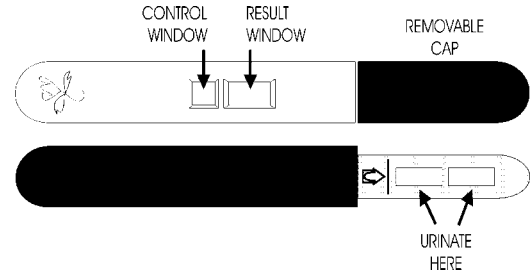 CONTROL
WINDOW
RESULT
WINDOW
REMOVABLE
CAP
URINATE
HERE